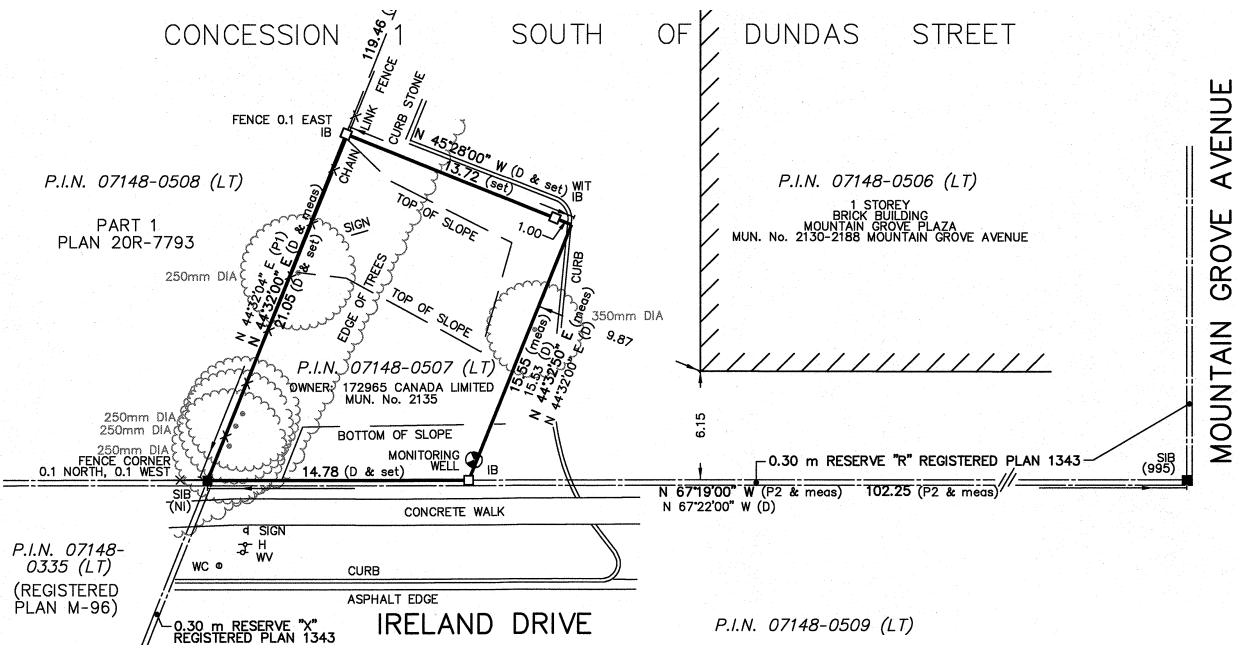 CONCESSION 1 SOUTH OF DUNDAS STREET
119.46
FENCE 0.1 EAST
IB
CHAIN LINK FENCE
CURB STONE
N 45°28'00" W (D & set)
13.72 (set)
WIT
IB
1.00
P.I.N. 07148-0508 (LT)
PART 1
PLAN 20R-7793
SIGN
TOP OF SLOPE
250mm DIA
N 44°32'04" E (P1)
N 44°32'00" E (D & meas)
21.05 (D & set)
EDGE OF TREES
TOP OF SLOPE
CURB
350mm DIA
9.87
15.55 (meas)
15.53 (D)
N 44°32'50" E (meas)
N 44°32'00" E (D)
P.I.N. 07148-0506 (LT)
1 STOREY
BRICK BUILDING
MOUNTAIN GROVE PLAZA
MUN. No. 2130-2188 MOUNTAIN GROVE AVENUE
MOUNTAIN GROVE AVENUE
P.I.N. 07148-0507 (LT)
OWNER: 172965 CANADA LIMITED
MUN. No. 2135
250mm DIA
250mm DIA
250mm DIA
FENCE CORNER
0.1 NORTH, 0.1 WEST
BOTTOM OF SLOPE
MONITORING
WELL
IB
14.78 (D & set)
SIB
(NI)
6.15
0.30 m RESERVE "R" REGISTERED PLAN 1343
SIB
(995)
N 67°19'00" W (P2 & meas) 102.25 (P2 & meas)
N 67°22'00" W (D)
CONCRETE WALK
SIGN
H
WV
WC
CURB
ASPHALT EDGE
P.I.N. 07148-
0335 (LT)
(REGISTERED
PLAN M-96)
0.30 m RESERVE "X"
REGISTERED PLAN 1343
IRELAND DRIVE
P.I.N. 07148-0509 (LT)